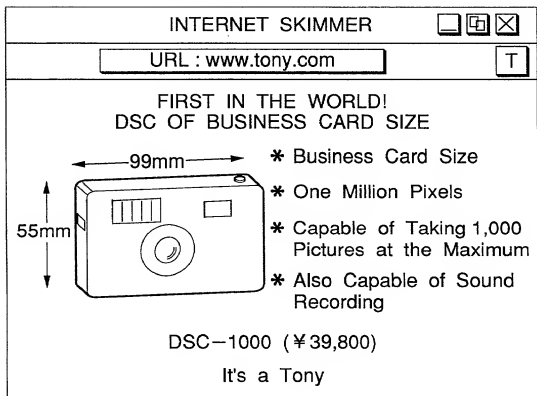 INTERNET SKIMMER
URL : www.tony.com
T
FIRST IN THE WORLD!
DSC OF BUSINESS CARD SIZE
99mm
55mm
* Business Card Size
* One Million Pixels
* Capable of Taking 1,000
Pictures at the Maximum
* Also Capable of Sound
Recording
DSC-1000 (¥39,800)
It's a Tony